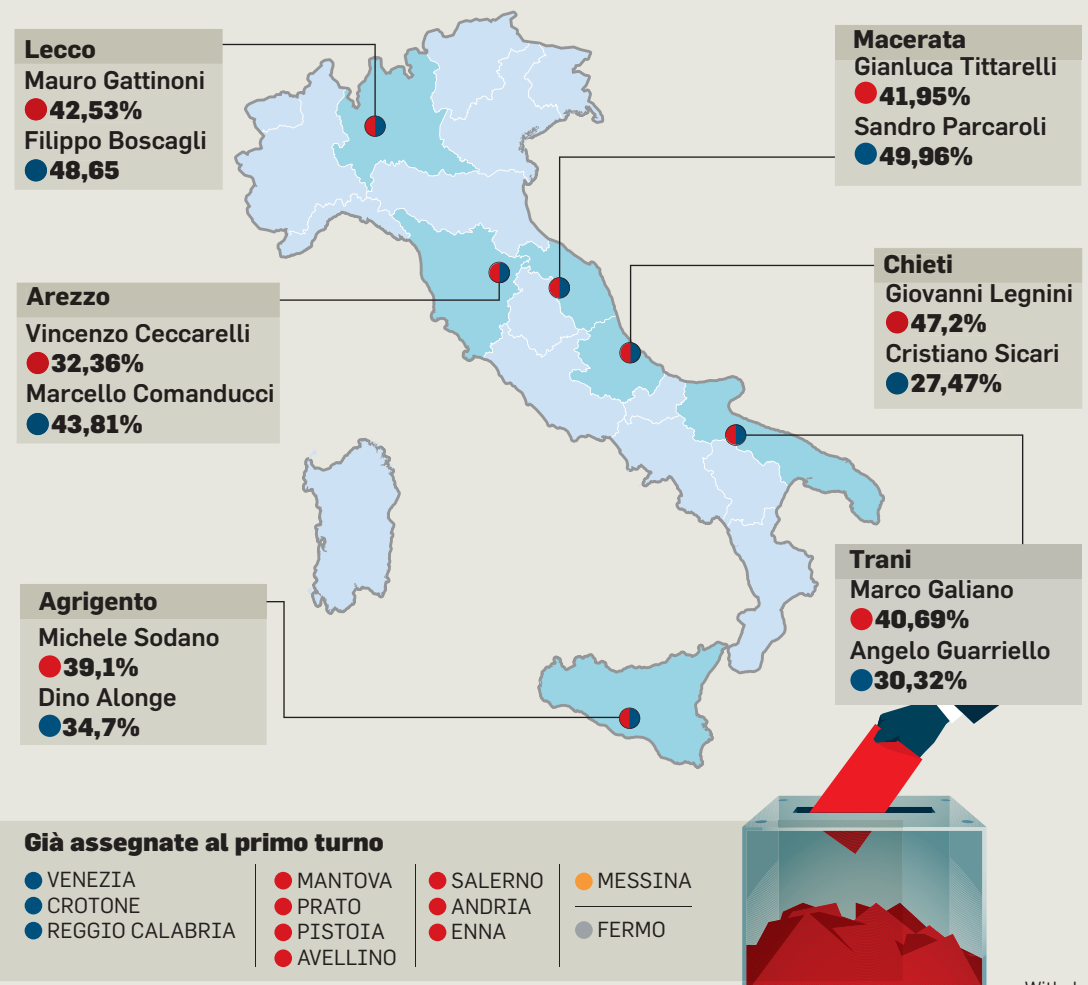 Lecco
Mauro Gattinoni
42,53%
Filippo Boscagli
48,65
Macerata
Gianluca Tittarelli
41,95%
Sandro Parcaroli
49,96%
Arezzo
Vincenzo Ceccarelli
32,36%
Marcello Comanducci
43,81%
Chieti
Giovanni Legnini
47,2%
Cristiano Sicari
27,47%
Agrigento
Michele Sodano
39,1%
Dino Alonge
34,7%
Trani
Marco Galiano
40,69%
Angelo Guarriello
30,32%
Già assegnate al primo turno
VENEZIA
CROTONE
REGGIO CALABRIA
MANTOVA
PRATO
PISTOIA
AVELLINO
SALERNO
ANDRIA
ENNA
MESSINA
FERMO